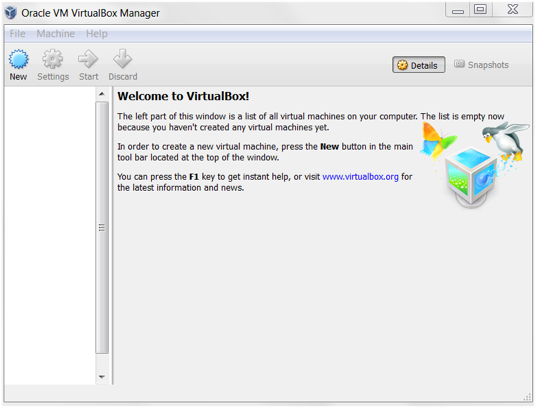 Oracle VM VirtualBox Manager
File Machine Help
New Settings Start Discard Details Snapshots
Welcome to VirtualBox!
The left part of this window is a list of all virtual machines on your computer. The list is empty now
because you haven't created any virtual machines yet.
In order to create a new virtual machine, press the New button in the main
tool bar located at the top of the window.
You can press the F1 key to get instant help, or visit www.virtualbox.org for
the latest information and news.